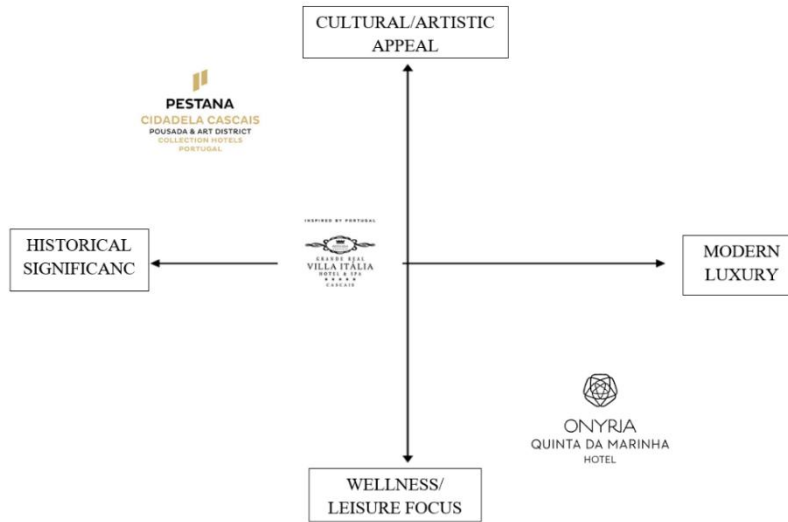 CULTURAL/ARTISTIC
APPEAL
PESTANA
CIDADELA CASCAIS
POUSADA & ART DISTRICT
COLLECTION HOTELS
PORTUGAL
INSPIRED BY PORTUGAL
HISTORICAL
SIGNIFICANC
GRANDE REAL
VILLA ITÁLIA
HOTEL & SPA
CASCAIS
MODERN
LUXURY
ONYRIA
QUINTA DA MARINHA
HOTEL
WELLNESS/
LEISURE FOCUS